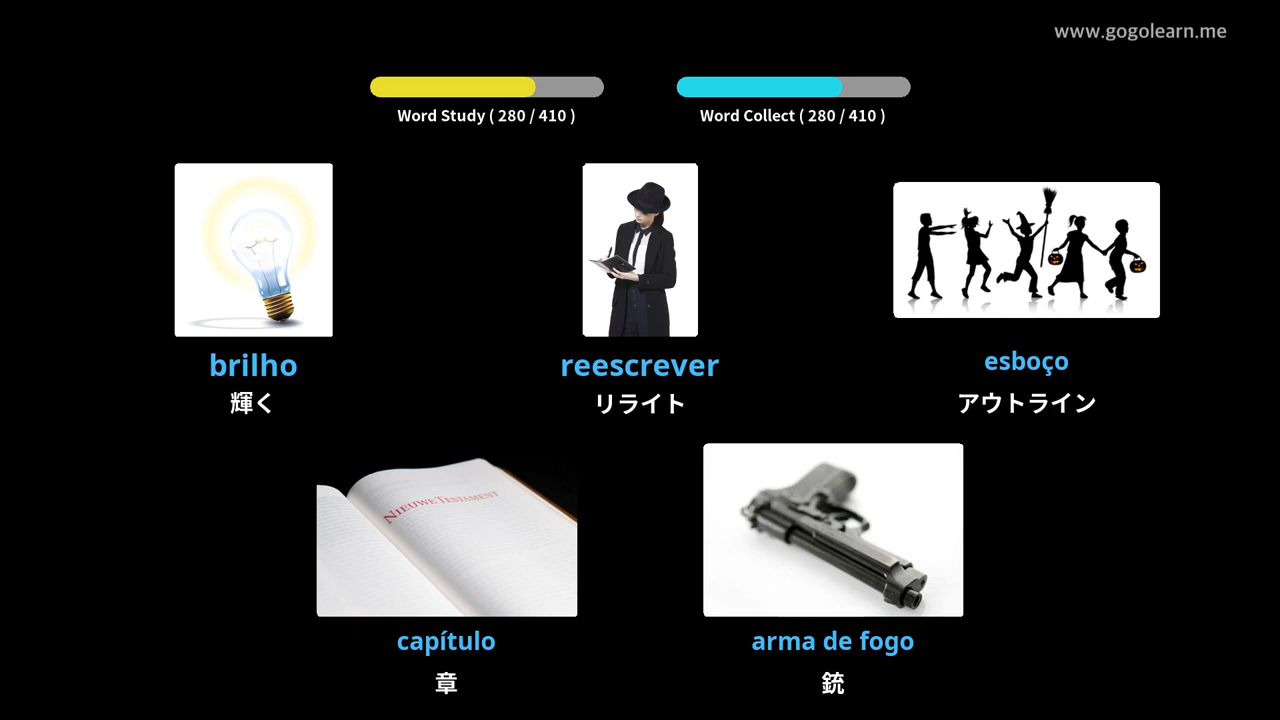 www.gogolearn.me
Word Study ( 280 / 410 )
Word Collect ( 280 / 410 )
brilho
輝く
reescrever
リライト
esboço
アウトライン
NIEUWE TESTAMENT
capítulo
章
arma de fogo
銃